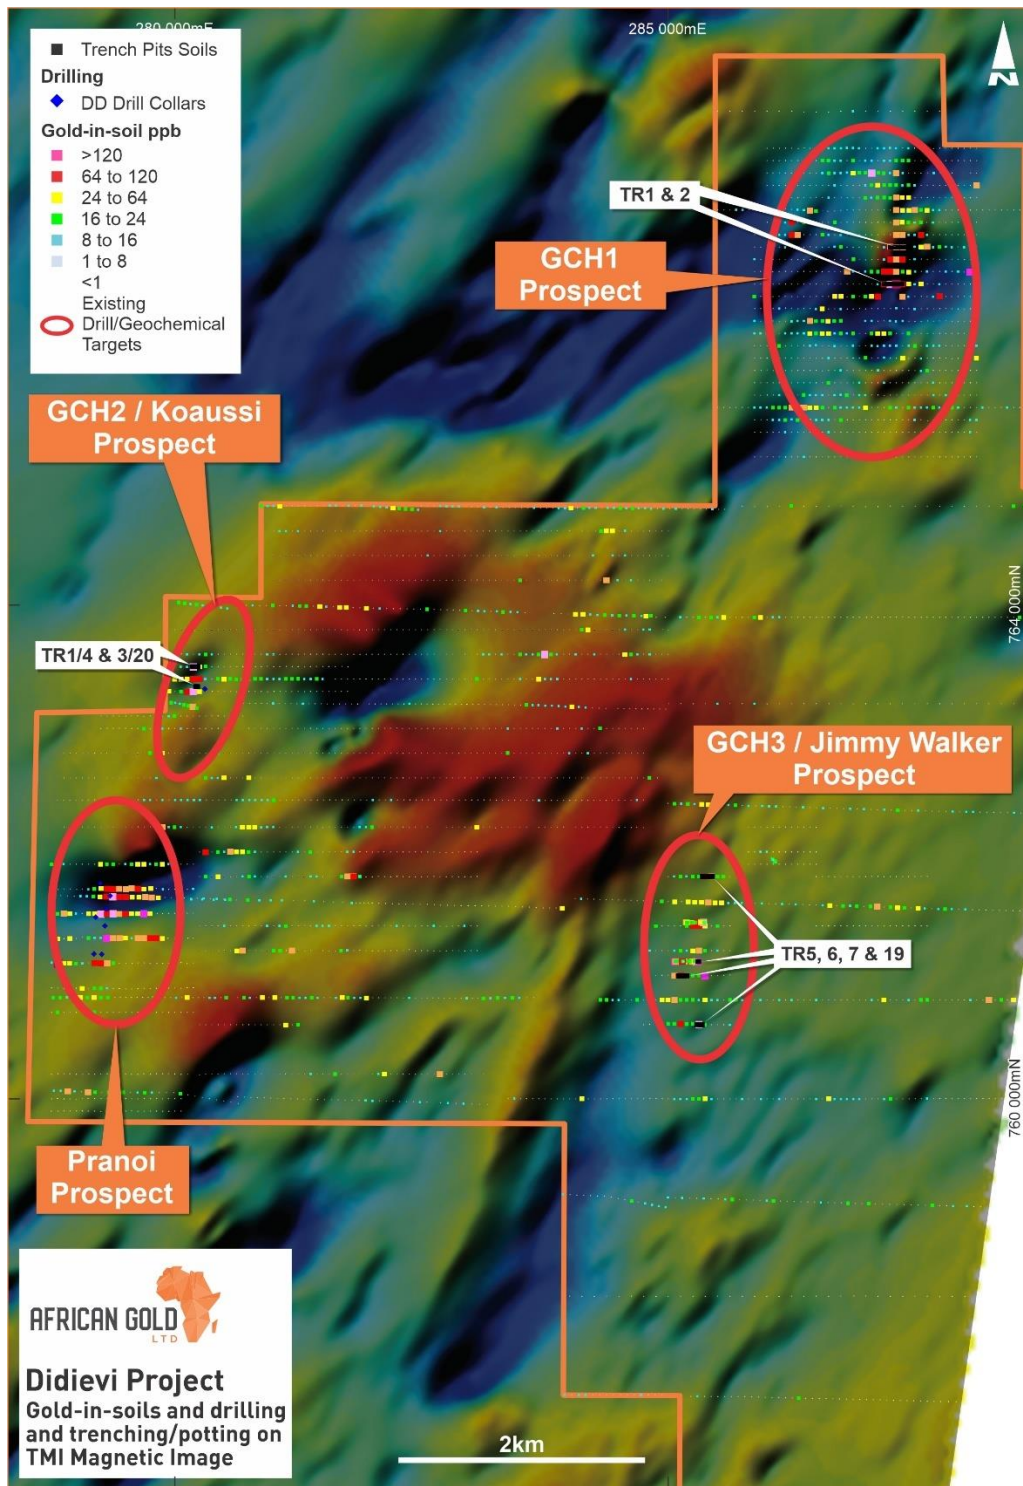 280 000mE
285 000mE
Trench Pits Soils
Drilling
DD Drill Collars
Gold-in-soil ppb
>120
64 to 120
24 to 64
16 to 24
8 to 16
1 to 8
<1
Existing
Drill/Geochemical
Targets
N
TR1 & 2
GCH1
Prospect
GCH2 / Koaussi
Prospect
764 000mN
TR1/4 & 3/20
GCH3 / Jimmy Walker
Prospect
TR5, 6, 7 & 19
760 000mN
Pranoi
Prospect
AFRICAN GOLD
LTD
Didievi Project
Gold-in-soils and drilling
and trenching/potting on
TMI Magnetic Image
2km